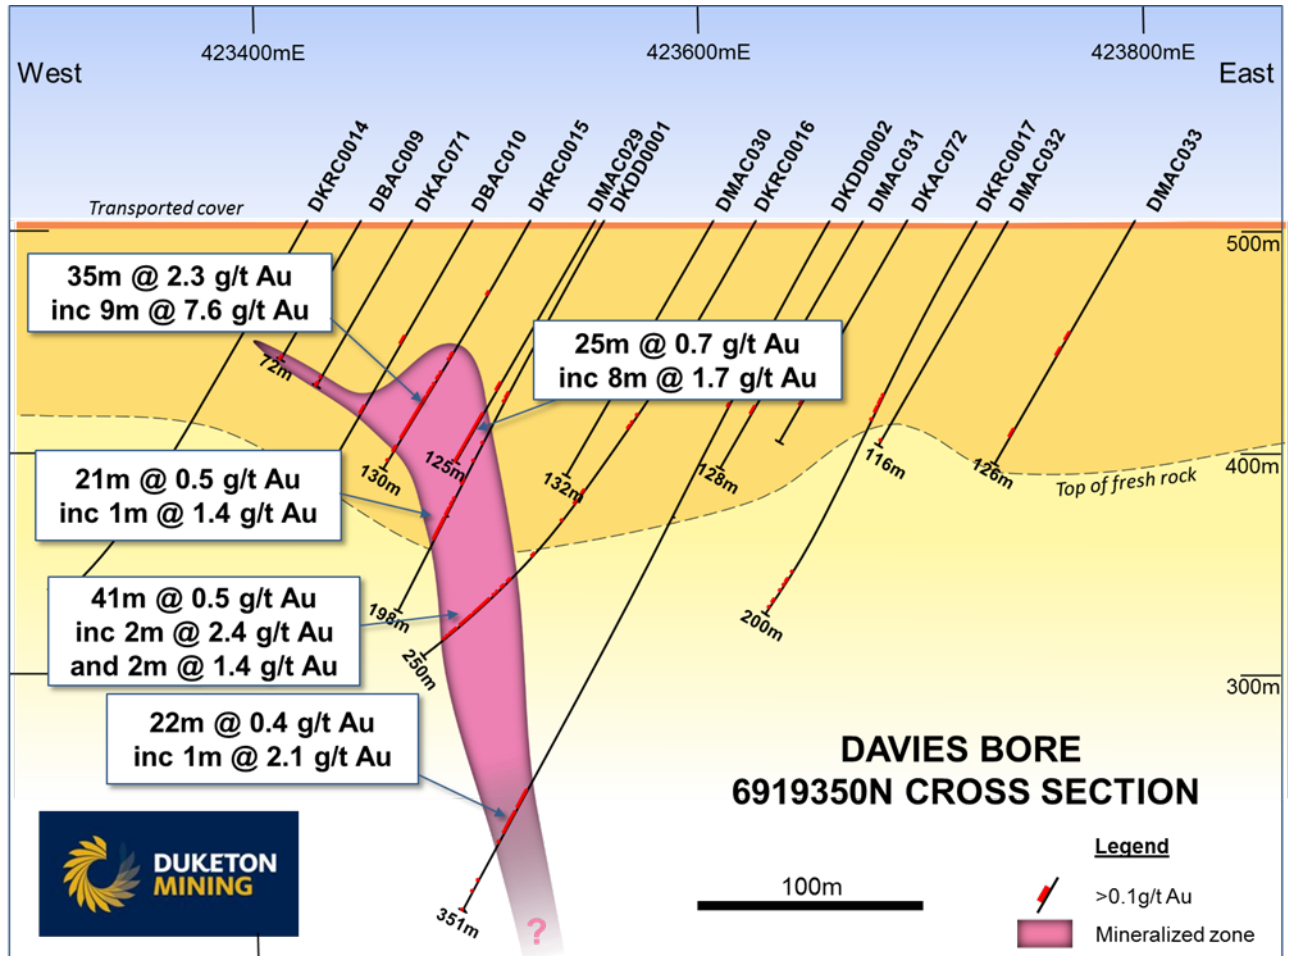 423400mE
423600mE
423800mE
West
East
DKRC0014
DBAC009
DKAC071
DBAC010
DKRC0015
DMAC029
DKDD0001
DMAC030
DKRC0016
DKDD0002
DMAC031
DKAC072
DKRC0017
DMAC032
DMAC033
Transported cover
500m
35m @ 2.3 g/t Au
inc 9m @ 7.6 g/t Au
25m @ 0.7 g/t Au
inc 8m @ 1.7 g/t Au
72m
130m
125m
132m
128m
116m
126m
400m
Top of fresh rock
21m @ 0.5 g/t Au
inc 1m @ 1.4 g/t Au
41m @ 0.5 g/t Au
inc 2m @ 2.4 g/t Au
and 2m @ 1.4 g/t Au
198m
250m
200m
300m
22m @ 0.4 g/t Au
inc 1m @ 2.1 g/t Au
DAVIES BORE
6919350N CROSS SECTION
DUKETON
MINING
351m
?
100m
Legend
>0.1g/t Au
Mineralized zone